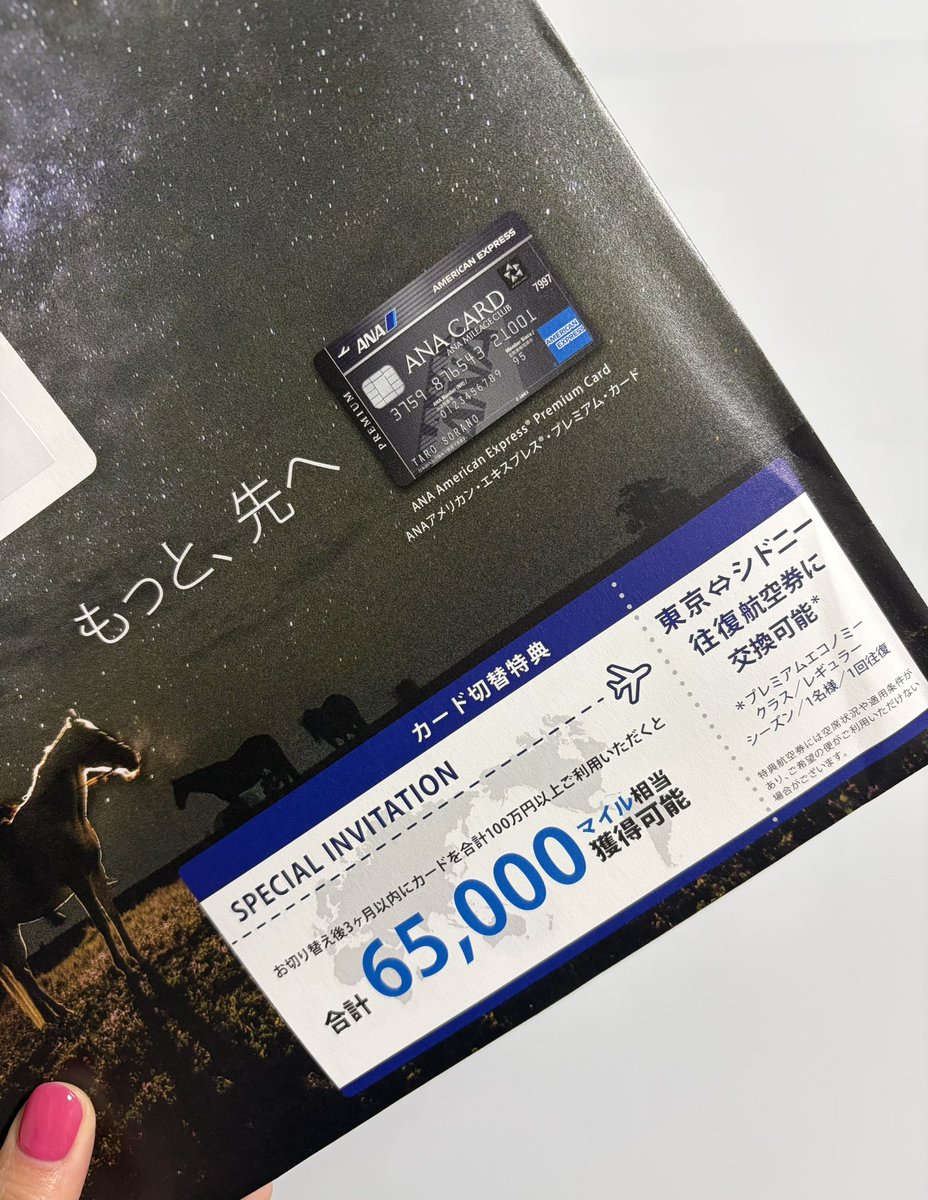 AMERICAN EXPRESS
ANA
ANA CARD
ANA MILEAGE CLUB
7997
3759 876543 21001
AMERICAN EXPRESS
95
0123456789
TARO SORANO
PREMIUM
ANA American Express® Premium Card
ANAアメリカン・エキスプレス®・プレミアム・カード
もっと、先へ
カード切替特典
SPECIAL INVITATION
お切り替え後3ヶ月以内にカードを合計100万円以上ご利用いただくと
合計 65,000 マイル相当 獲得可能
東京⇔シドニー
往復航空券に
交換可能*
*プレミアムエコノミー
クラス/レギュラー
シーズン/1名様/1回往復
特典航空券には空席状況や適用条件が
あり、ご希望の便がご利用いただけない
場合がございます。